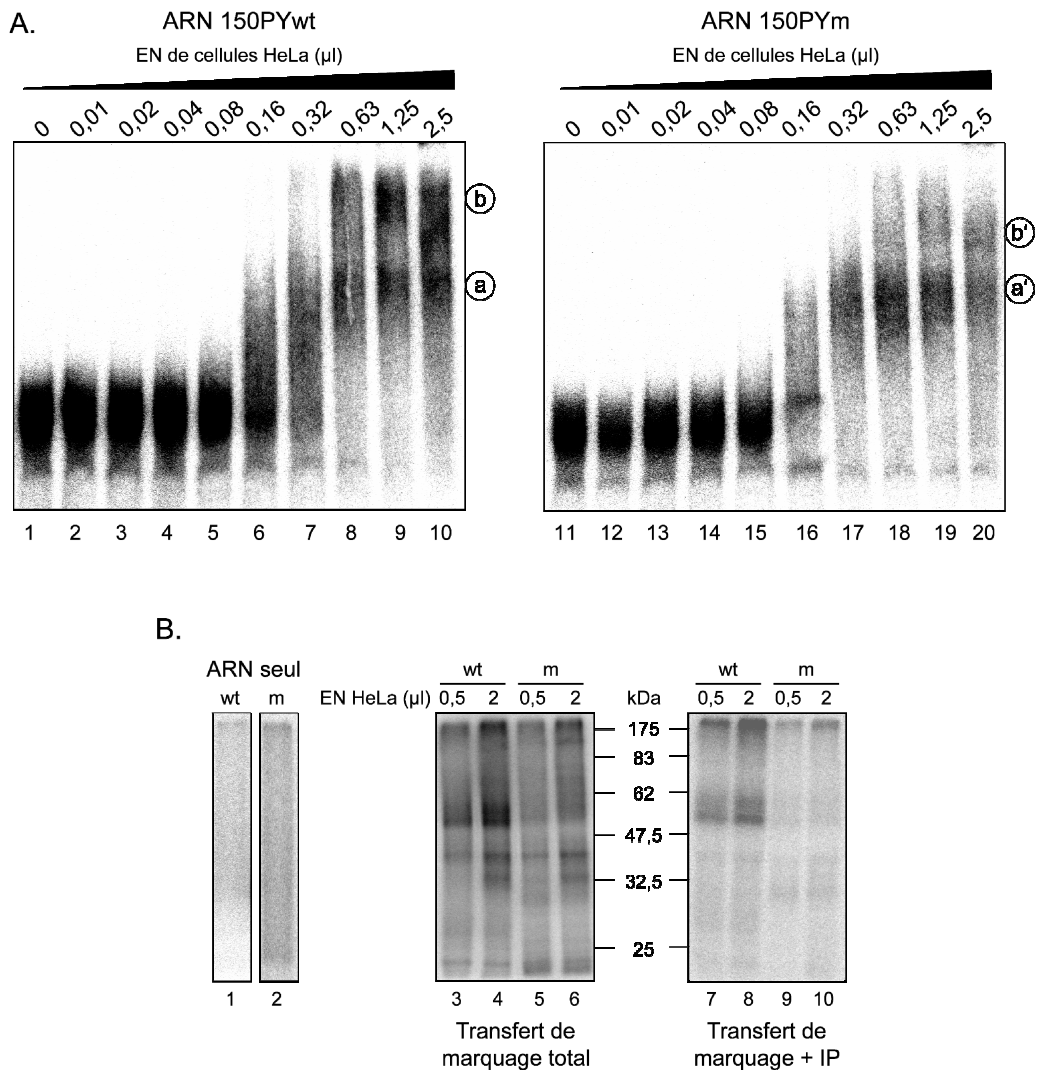 A.
ARN 150PYwt
ARN 150PYm
EN de cellules HeLa (µl)
EN de cellules HeLa (µl)
0 0,01 0,02 0,04 0,08 0,16 0,32 0,63 1,25 2,5
0 0,01 0,02 0,04 0,08 0,16 0,32 0,63 1,25 2,5
b
a
b'
a'
1 2 3 4 5 6 7 8 9 10
11 12 13 14 15 16 17 18 19 20
B.
ARN seul
wt m
wt m
wt m
EN HeLa (µl) 0,5 2 0,5 2 kDa 0,5 2 0,5 2
175
83
62
47,5
32,5
25
1 2
3 4 5 6
7 8 9 10
Transfert de
marquage total
Transfert de
marquage + IP